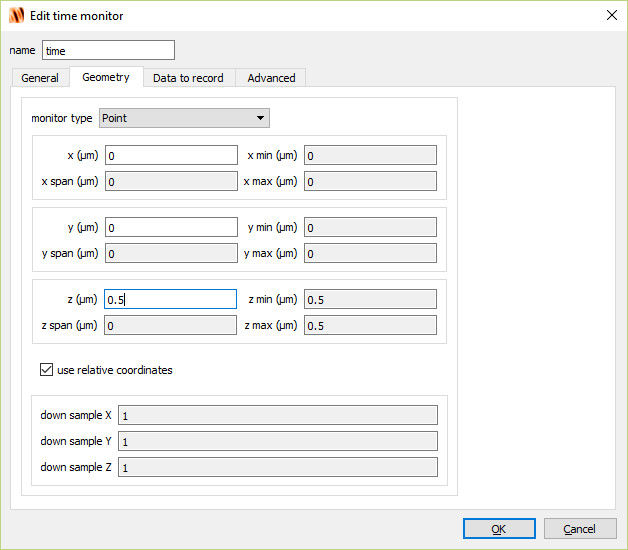 Edit time monitor
name time
General Geometry Data to record Advanced
monitor type Point
x (µm) 0 x min (µm) 0
x span (µm) 0 x max (µm) 0
y (µm) 0 y min (µm) 0
y span (µm) 0 y max (µm) 0
z (µm) 0.5 z min (µm) 0.5
z span (µm) 0 z max (µm) 0.5
use relative coordinates
down sample X 1
down sample Y 1
down sample Z 1
OK Cancel